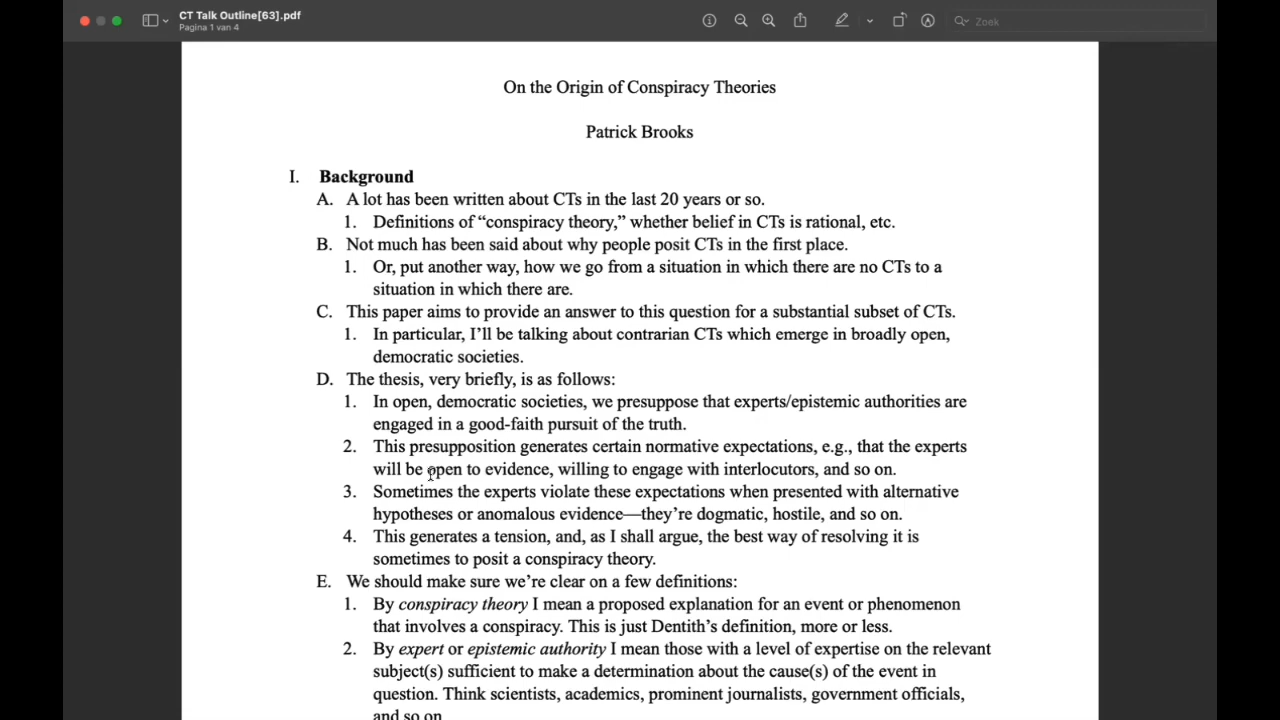 CT Talk Outline[63].pdf
Pagina 1 van 4
Zoek
On the Origin of Conspiracy Theories
Patrick Brooks
I. Background
A. A lot has been written about CTs in the last 20 years or so.
1. Definitions of “conspiracy theory,” whether belief in CTs is rational, etc.
B. Not much has been said about why people posit CTs in the first place.
1. Or, put another way, how we go from a situation in which there are no CTs to a
situation in which there are.
C. This paper aims to provide an answer to this question for a substantial subset of CTs.
1. In particular, I’ll be talking about contrarian CTs which emerge in broadly open,
democratic societies.
D. The thesis, very briefly, is as follows:
1. In open, democratic societies, we presuppose that experts/epistemic authorities are
engaged in a good-faith pursuit of the truth.
2. This presupposition generates certain normative expectations, e.g., that the experts
will be open to evidence, willing to engage with interlocutors, and so on.
3. Sometimes the experts violate these expectations when presented with alternative
hypotheses or anomalous evidence—they’re dogmatic, hostile, and so on.
4. This generates a tension, and, as I shall argue, the best way of resolving it is
sometimes to posit a conspiracy theory.
E. We should make sure we’re clear on a few definitions:
1. By conspiracy theory I mean a proposed explanation for an event or phenomenon
that involves a conspiracy. This is just Dentith’s definition, more or less.
2. By expert or epistemic authority I mean those with a level of expertise on the relevant
subject(s) sufficient to make a determination about the cause(s) of the event in
question. Think scientists, academics, prominent journalists, government officials,
and so on